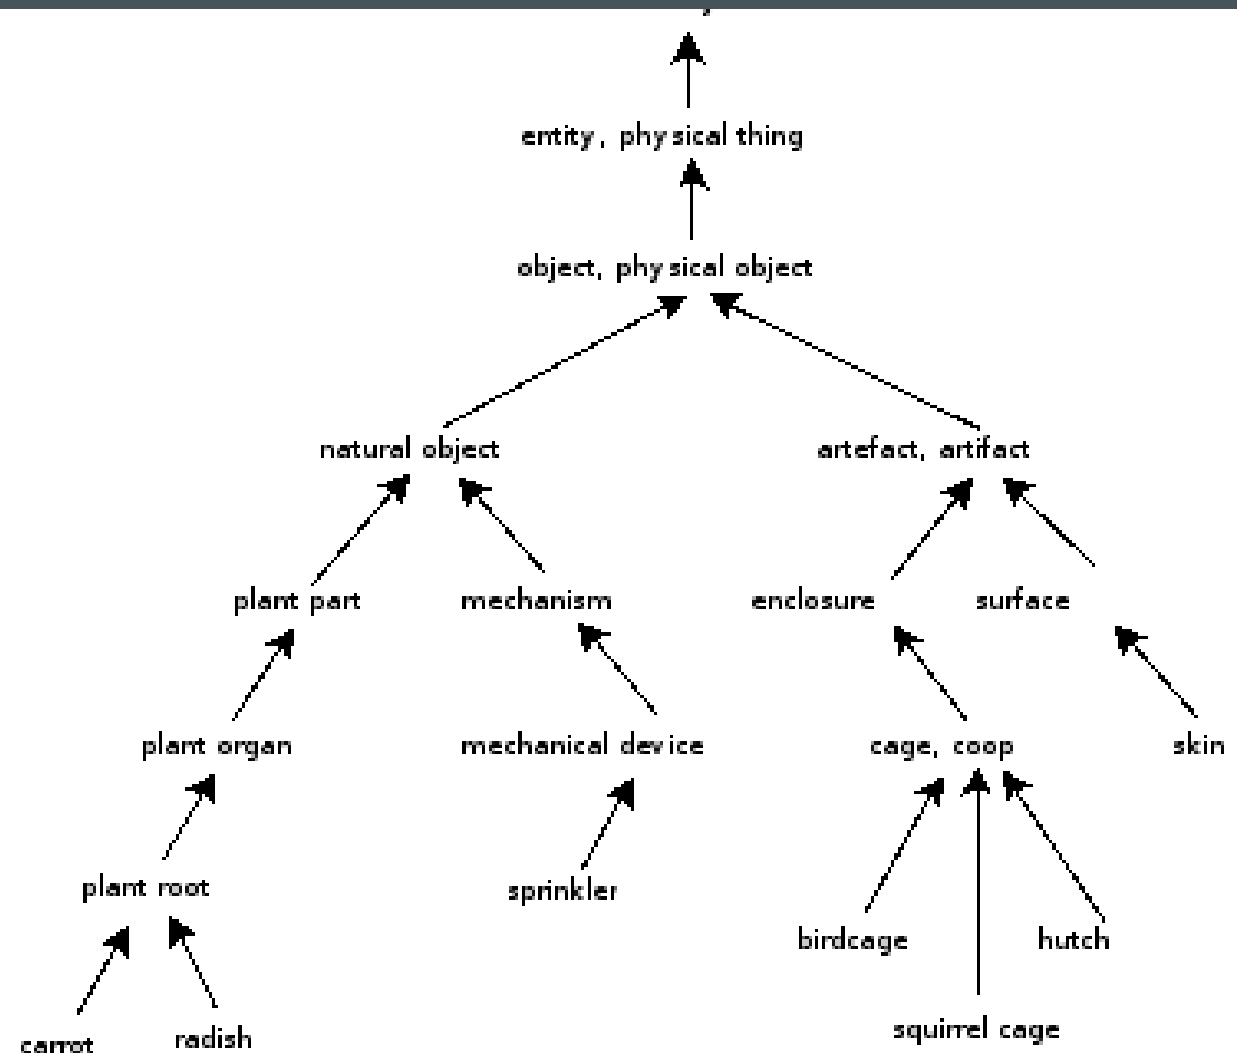 entity, physical thing
object, physical object
natural object
artefact, artifact
plant part
mechanism
enclosure
surface
plant organ
mechanical device
cage, coop
skin
plant root
sprinkler
birdcage
hutch
squirrel cage
carrot
radish